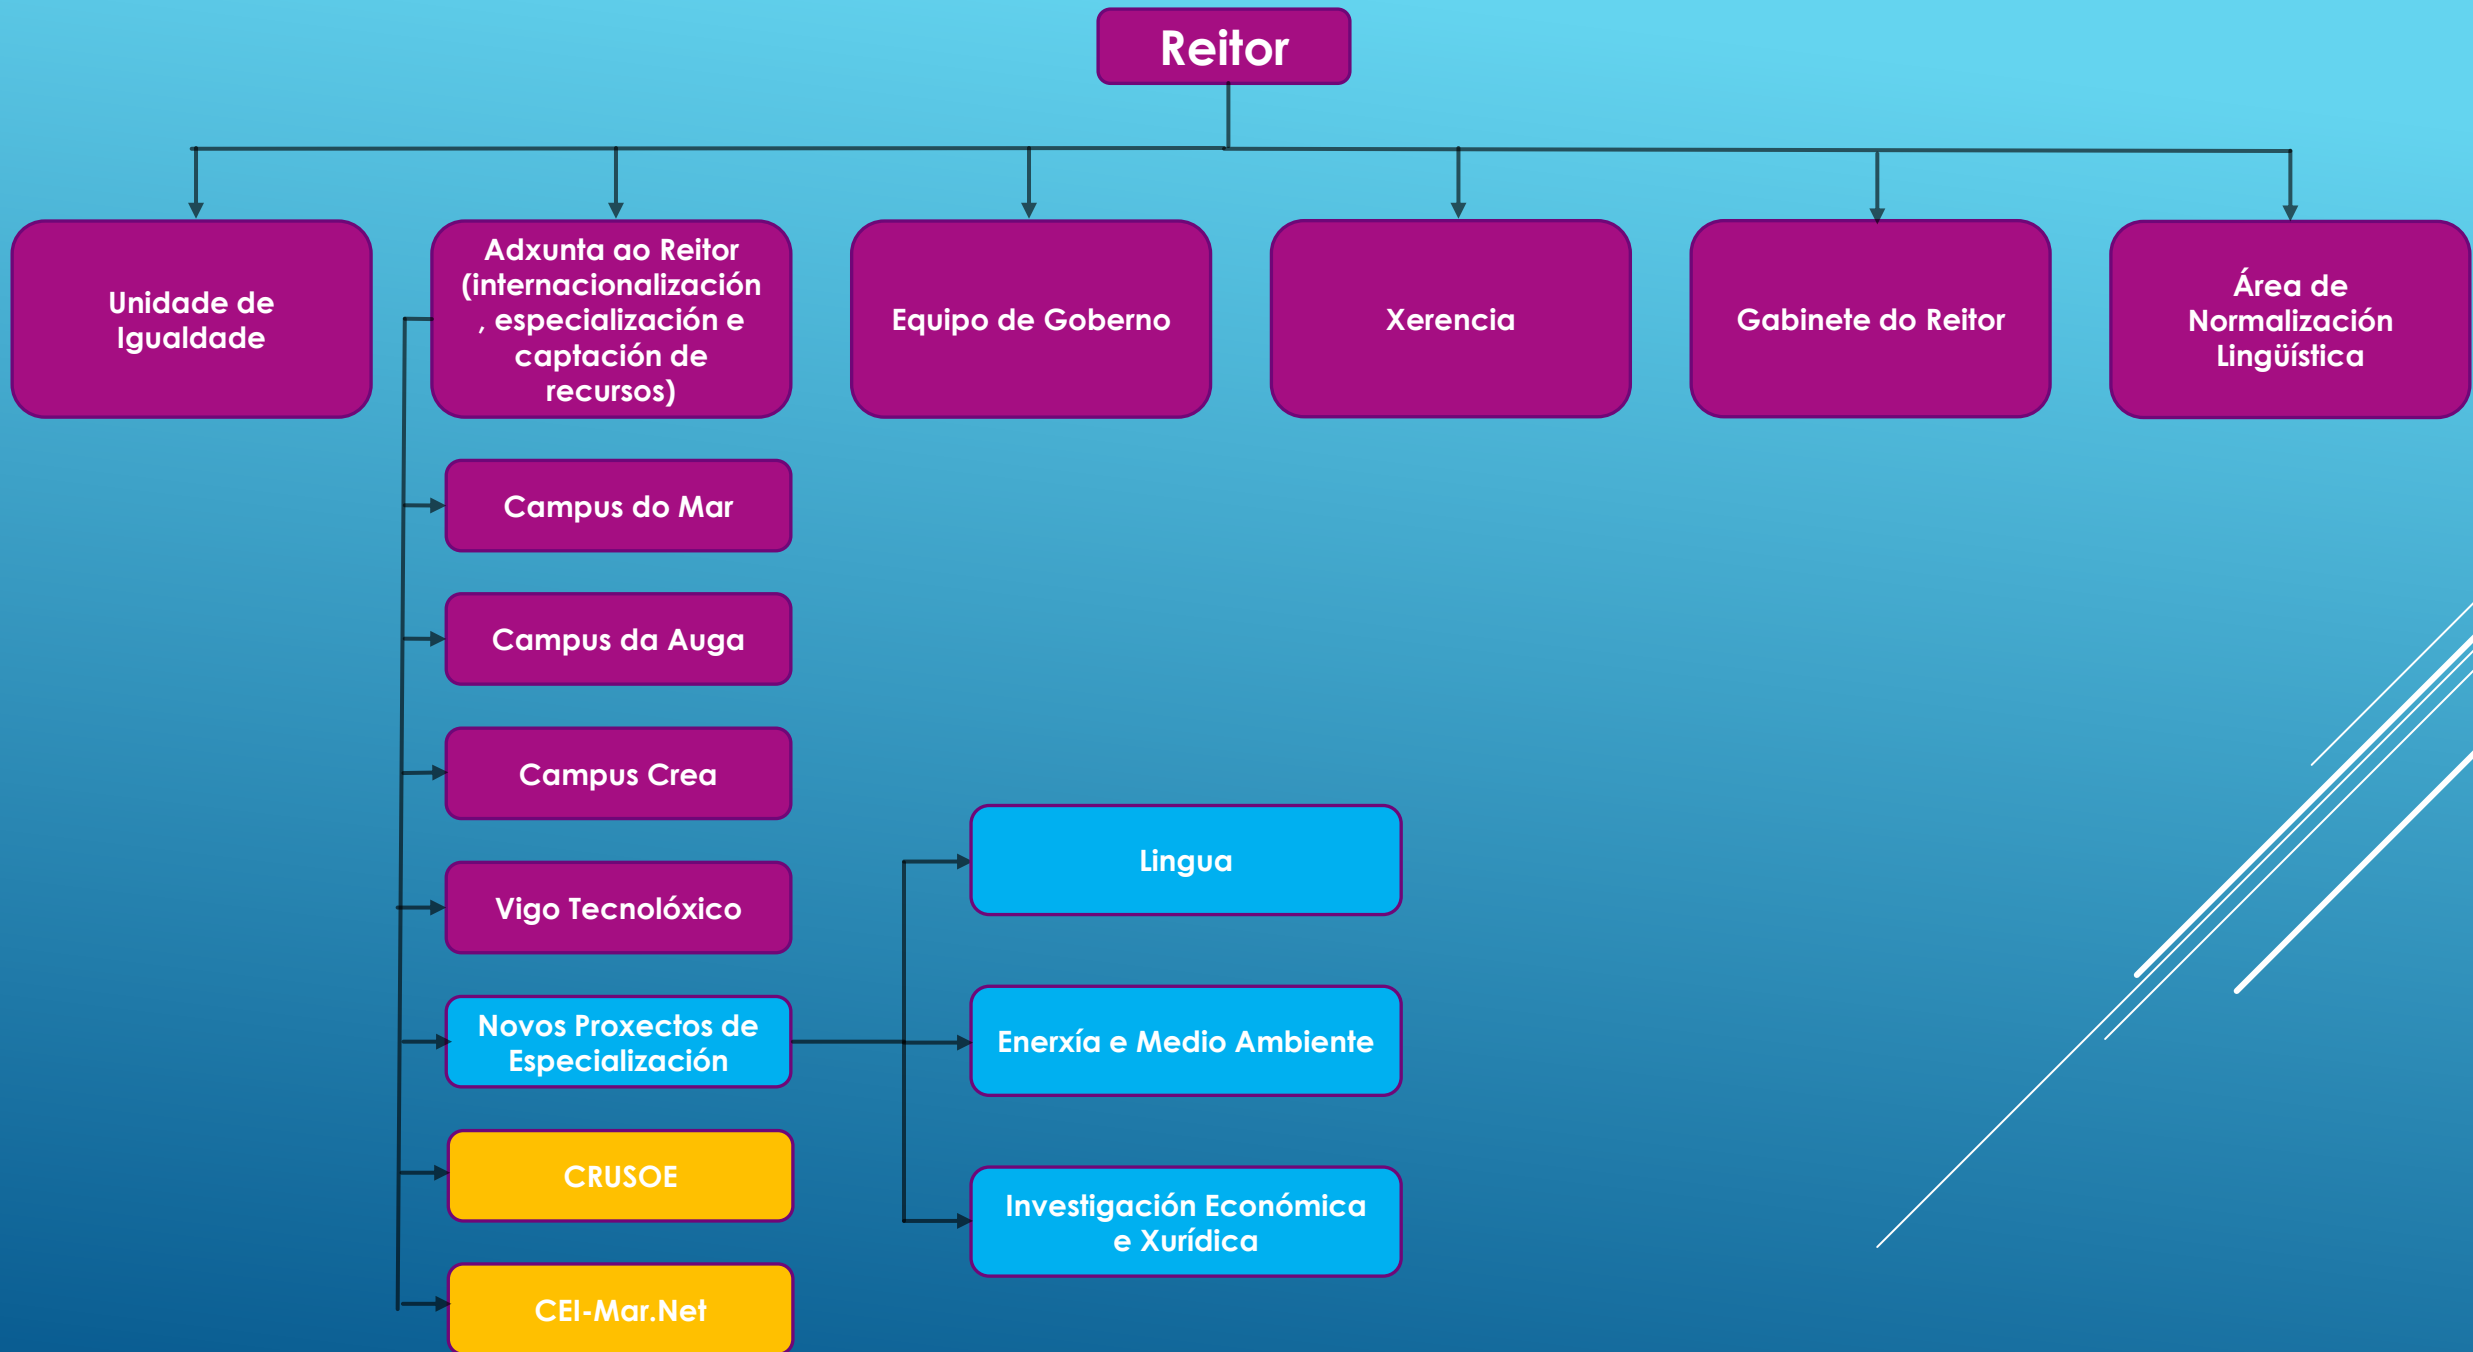 Reitor
Unidade de
Igualdade
Adxunta ao Reitor
(internacionalización
, especialización e
captación de
recursos)
Equipo de Goberno
Xerencia
Gabinete do Reitor
Área de
Normalización
Lingüística
Campus do Mar
Campus da Auga
Campus Crea
Vigo Tecnolóxico
Novos Proxectos de
Especialización
CRUSOE
CEI-Mar.Net
Lingua
Enerxía e Medio Ambiente
Investigación Económica
e Xurídica